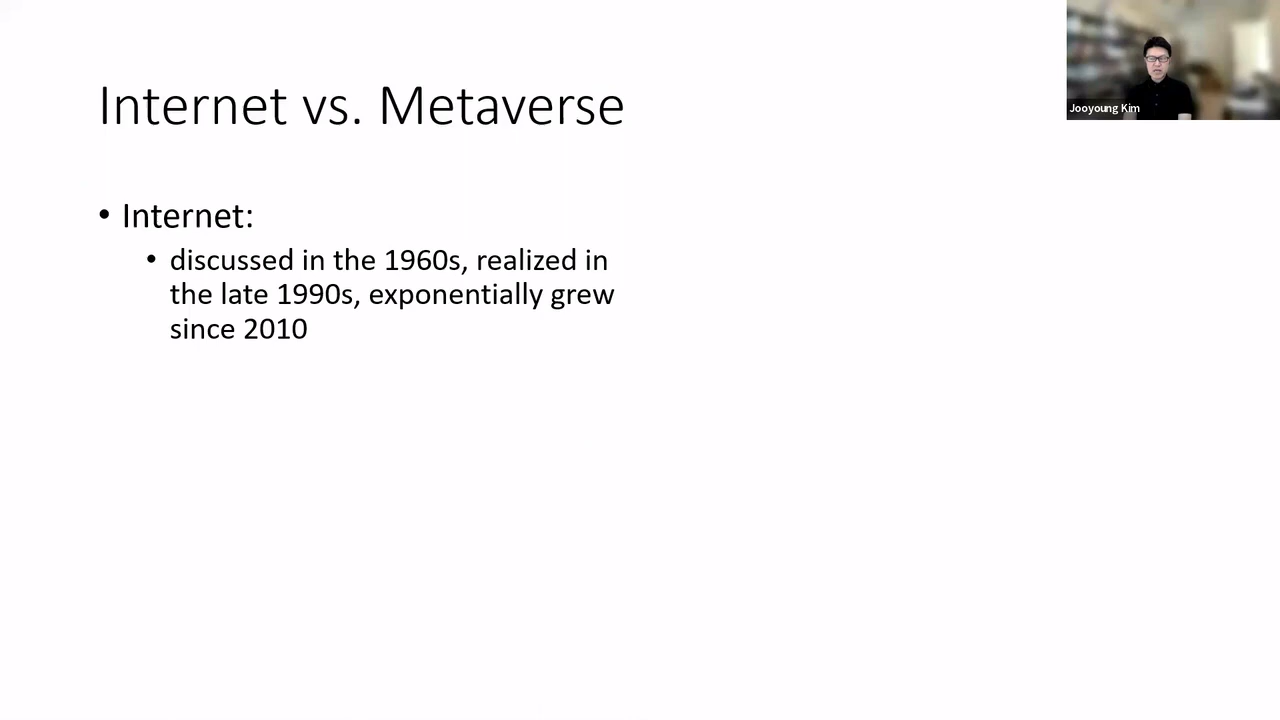 Internet vs. Metaverse
Jooyoung Kim
• Internet:
• discussed in the 1960s, realized in
the late 1990s, exponentially grew
since 2010